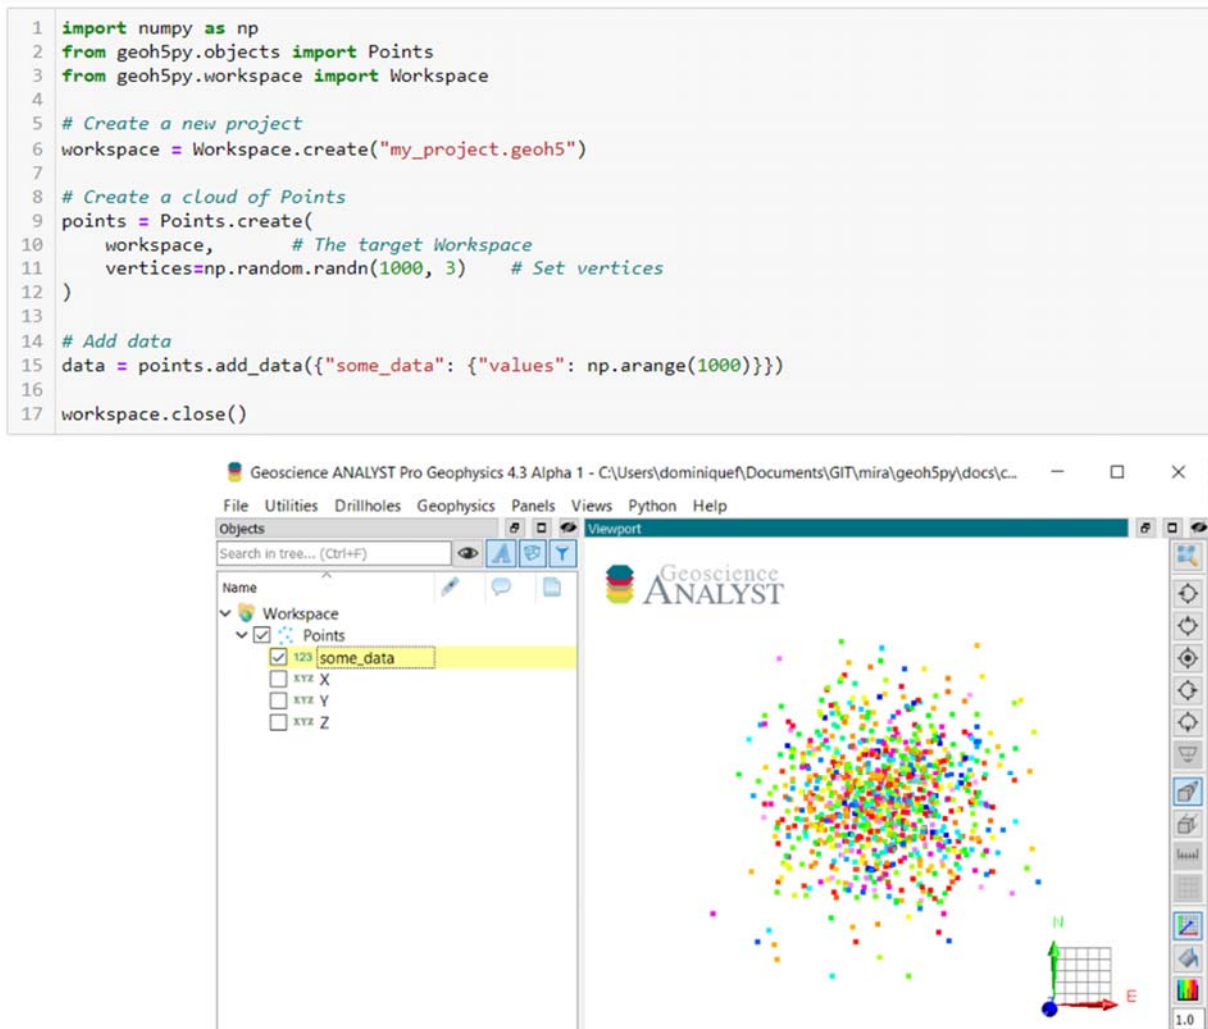 1 import numpy as np
2 from geoh5py.objects import Points
3 from geoh5py.workspace import Workspace
4
5 # Create a new project
6 workspace = Workspace.create("my_project.geoh5")
7
8 # Create a cloud of Points
9 points = Points.create(
10     workspace,       # The target Workspace
11     vertices=np.random.randn(1000, 3)    # Set vertices
12 )
13
14 # Add data
15 data = points.add_data({"some_data": {"values": np.arange(1000)}})
16
17 workspace.close()
Geoscience ANALYST Pro Geophysics 4.3 Alpha 1 - C:\Users\dominiquef\Documents\GIT\mira\geoh5py\docs\c...
File Utilities Drillholes Geophysics Panels Views Python Help
Objects
Viewport
Search in tree... (Ctrl+F)
Name
Workspace
Points
123 some_data
XYZ X
XYZ Y
XYZ Z
Geoscience
ANALYST
N
E
1.0